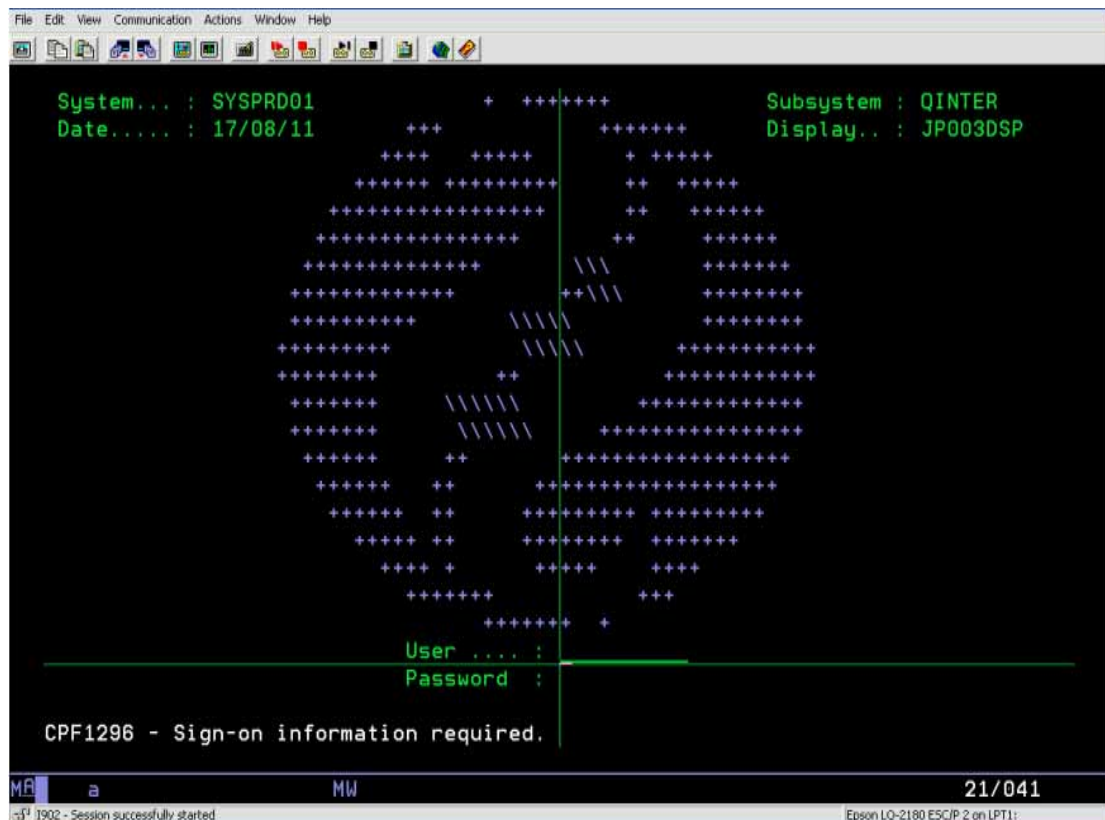 File Edit View Communication Actions Window Help
System... : SYSPRD01
Subsystem : QINTER
Date..... : 17/08/11
Display.. : JP003DSP
User .... :
Password :
CPF1296 - Sign-on information required.
MA a MW 21/041
I902 - Session successfully started
Epson LQ-2180 ESC/P 2 on LPT1: